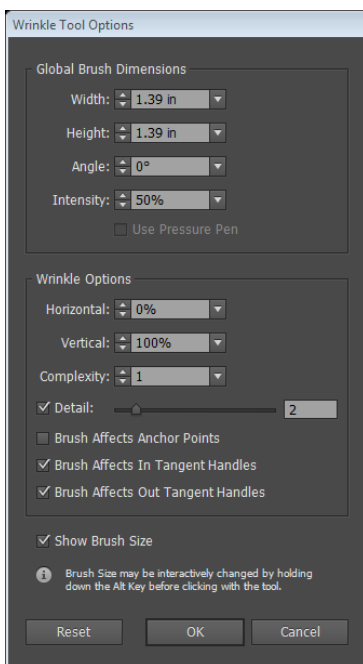 Wrinkle Tool Options
Global Brush Dimensions
Width: 1.39 in
Height: 1.39 in
Angle: 0°
Intensity: 50%
Use Pressure Pen
Wrinkle Options
Horizontal: 0%
Vertical: 100%
Complexity: 1
Detail: 2
Brush Affects Anchor Points
Brush Affects In Tangent Handles
Brush Affects Out Tangent Handles
Show Brush Size
Brush Size may be interactively changed by holding
down the Alt Key before clicking with the tool.
Reset OK Cancel